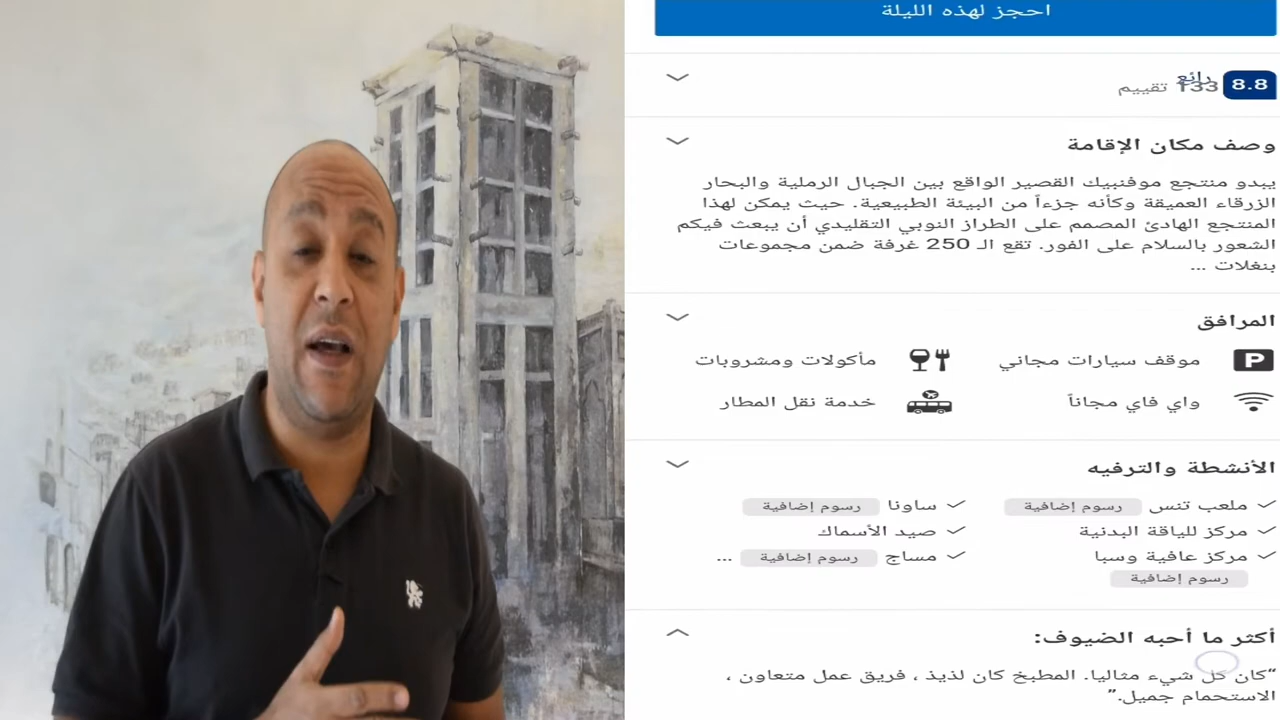 احجز لهذه الليلة
8.8
رائع
133 تقييم
وصف مكان الإقامة
يبدو منتجع موفنبيك القصير الواقع بين الجبال الرملية والبحار
الزرقاء العميقة وكأنه جزءاً من البيئة الطبيعية. حيث يمكن لهذا
المنتجع الهادئ المصمم على الطراز النوبي التقليدي أن يبعث فيكم
الشعور بالسلام على الفور. تقع الـ 250 غرفة ضمن مجموعات
بنغلات ...
المرافق
P موقف سيارات مجاني
مأكولات ومشروبات
واي فاي مجاناً
خدمة نقل المطار
الأنشطة والترفيه
ملعب تنس رسوم إضافية
ساونا رسوم إضافية
مركز للياقة البدنية
صيد الأسماك
مركز عافية وسبا
رسوم إضافية
مساج رسوم إضافية ...
أكثر ما أحبه الضيوف:
“كان كل شيء مثاليا. المطبخ كان لذيذ ، فريق عمل متعاون ،
الاستحمام جميل.”